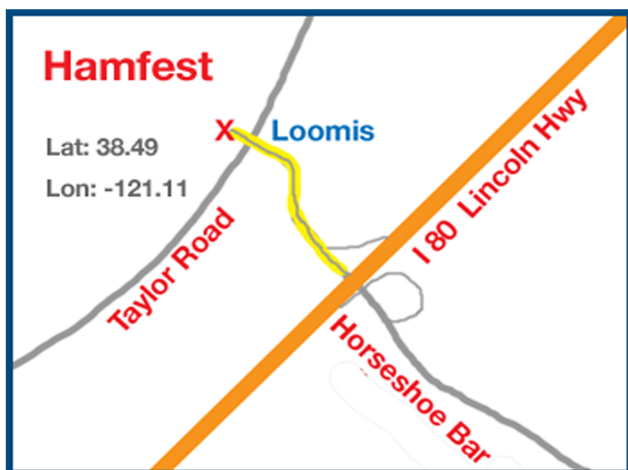 Hamfest
X Loomis
Lat: 38.49
Lon: -121.11
Taylor Road
I 80 Lincoln Hwy
Horseshoe Bar